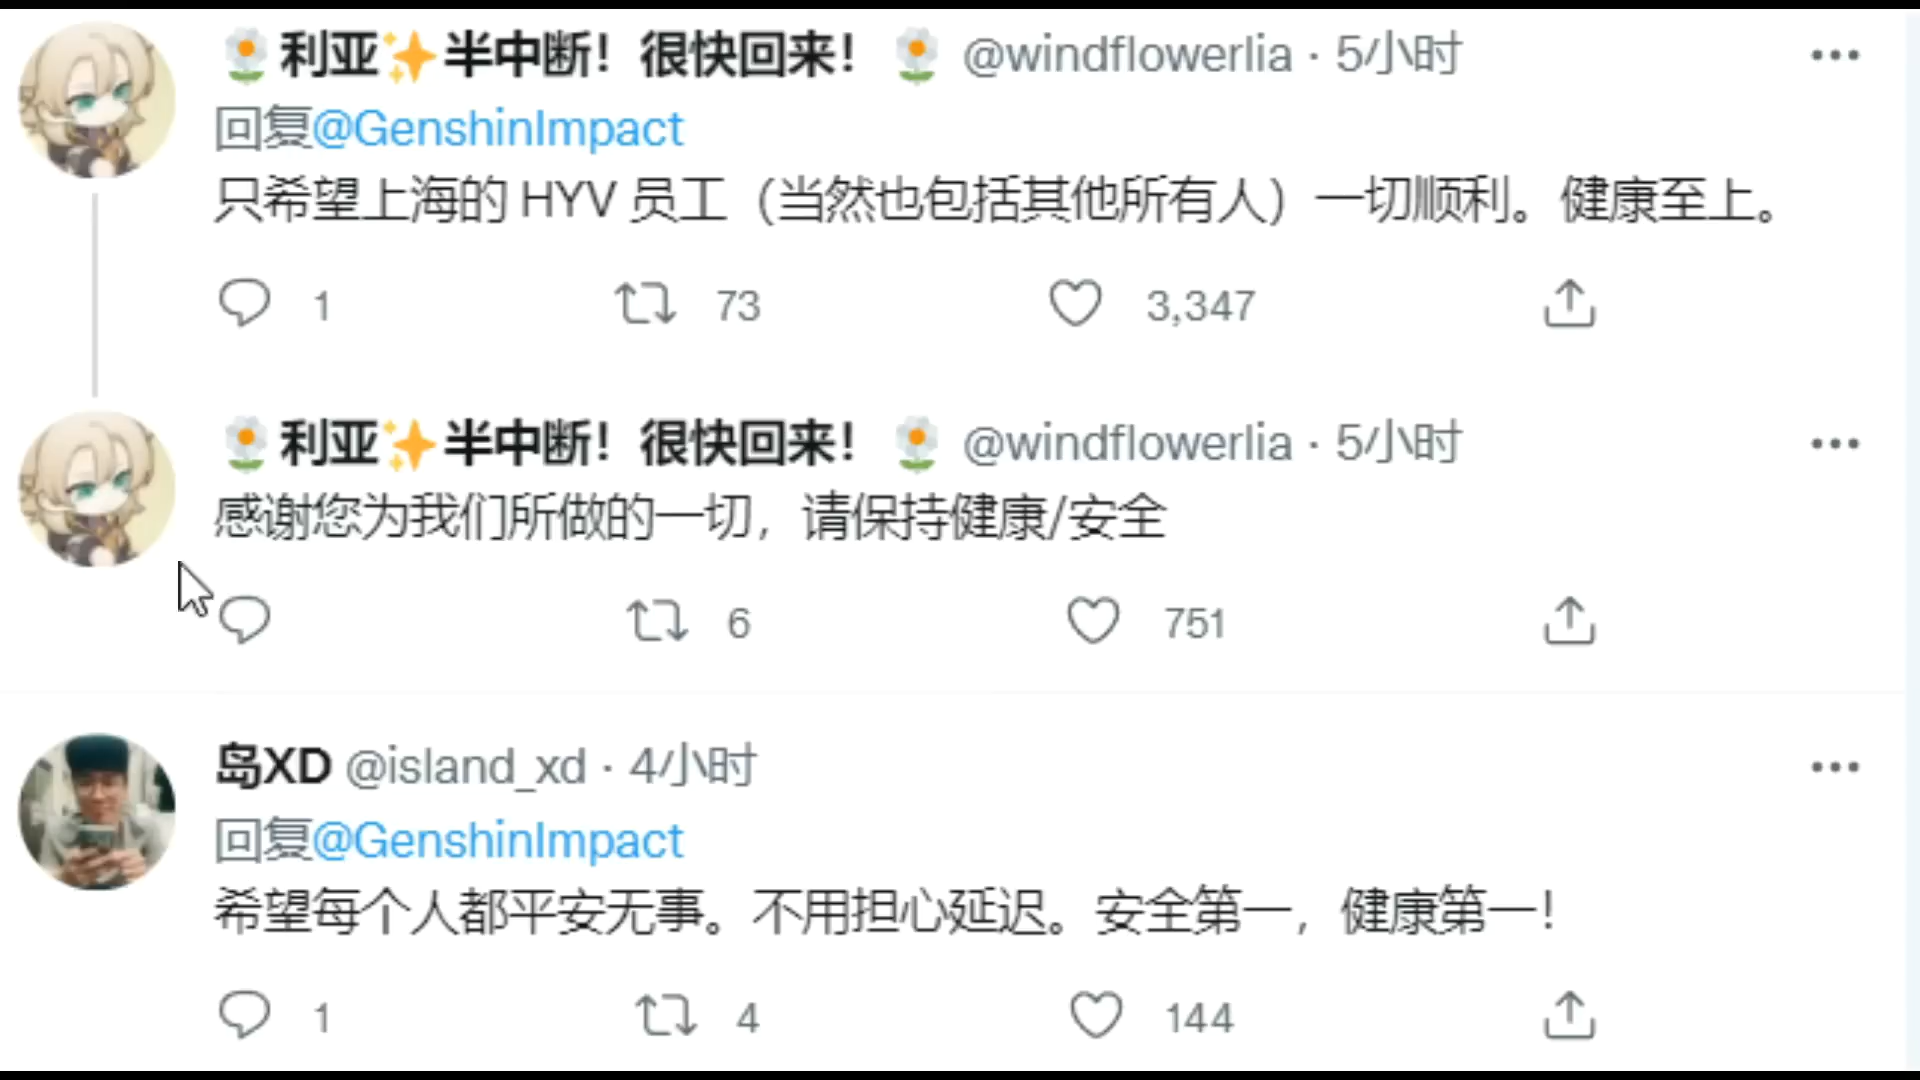 🌼利亚✨半中断！很快回来！🌼 @windflowerlia · 5小时
回复@GenshinImpact
只希望上海的 HYV 员工（当然也包括其他所有人）一切顺利。健康至上。
1 73 3,347
🌼利亚✨半中断！很快回来！🌼 @windflowerlia · 5小时
感谢您为我们所做的一切，请保持健康/安全
6 751
岛XD @island_xd · 4小时
回复@GenshinImpact
希望每个人都平安无事。不用担心延迟。安全第一，健康第一！
1 4 144